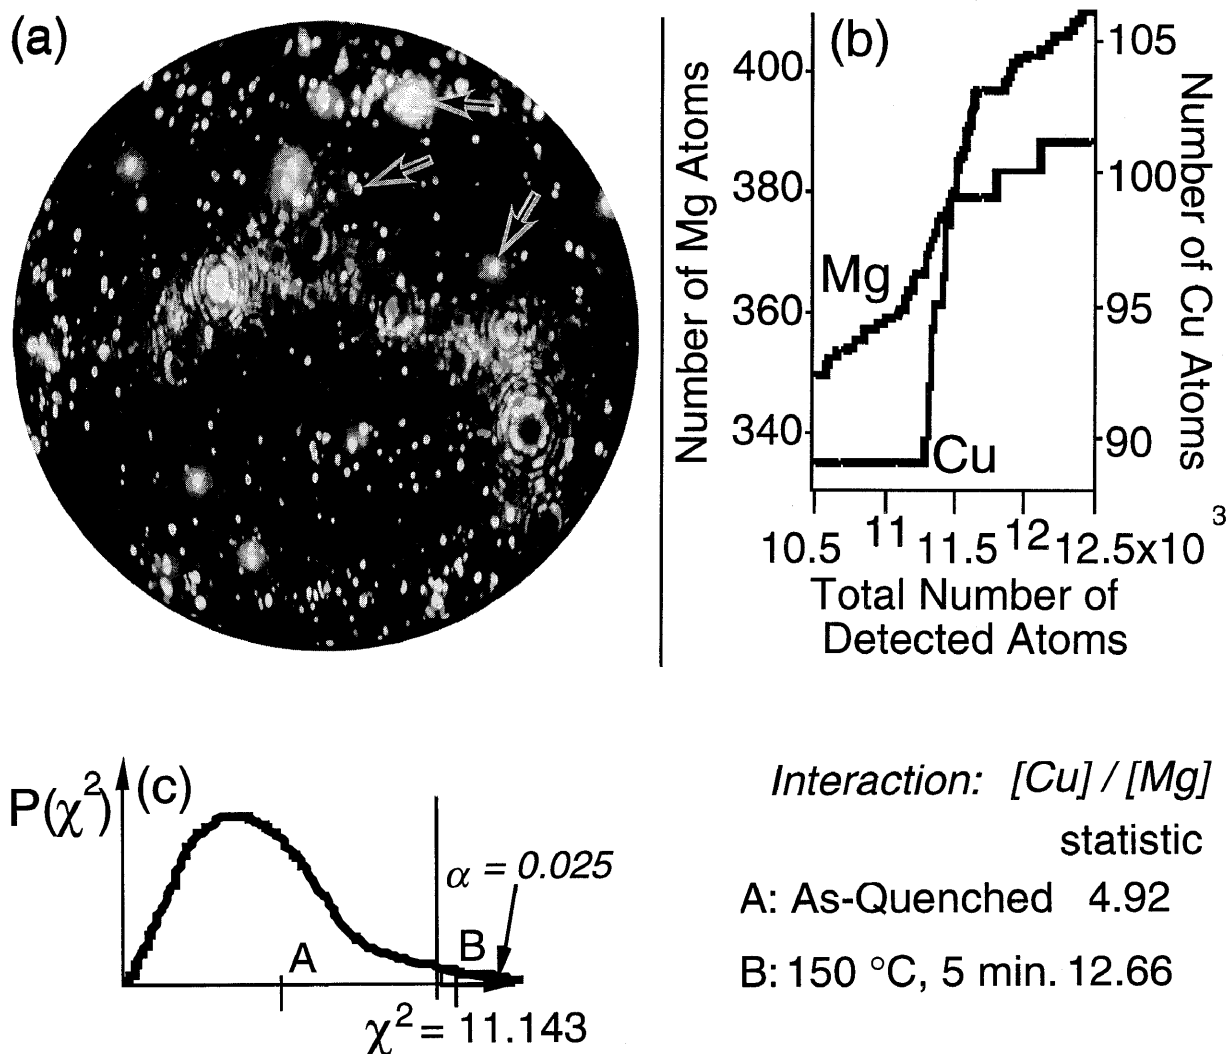 (a)
(b)
Number of Mg Atoms
400
380
360
340
Mg
Cu
105
100
95
90
Number of Cu Atoms
10.5 11 11.5 12 12.5x10³
Total Number of
Detected Atoms
P(χ²)
(c)
α = 0.025
A
B
χ² = 11.143
Interaction: [Cu] / [Mg]
statistic
A: As-Quenched 4.92
B: 150 °C, 5 min. 12.66